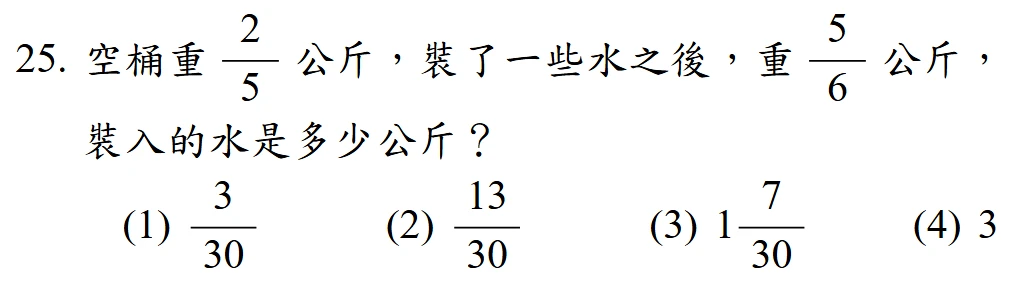 25. 空桶重 2/5 公斤，裝了一些水之後，重 5/6 公斤，
裝入的水是多少公斤？
(1) 3/30 (2) 13/30 (3) 1 7/30 (4) 3